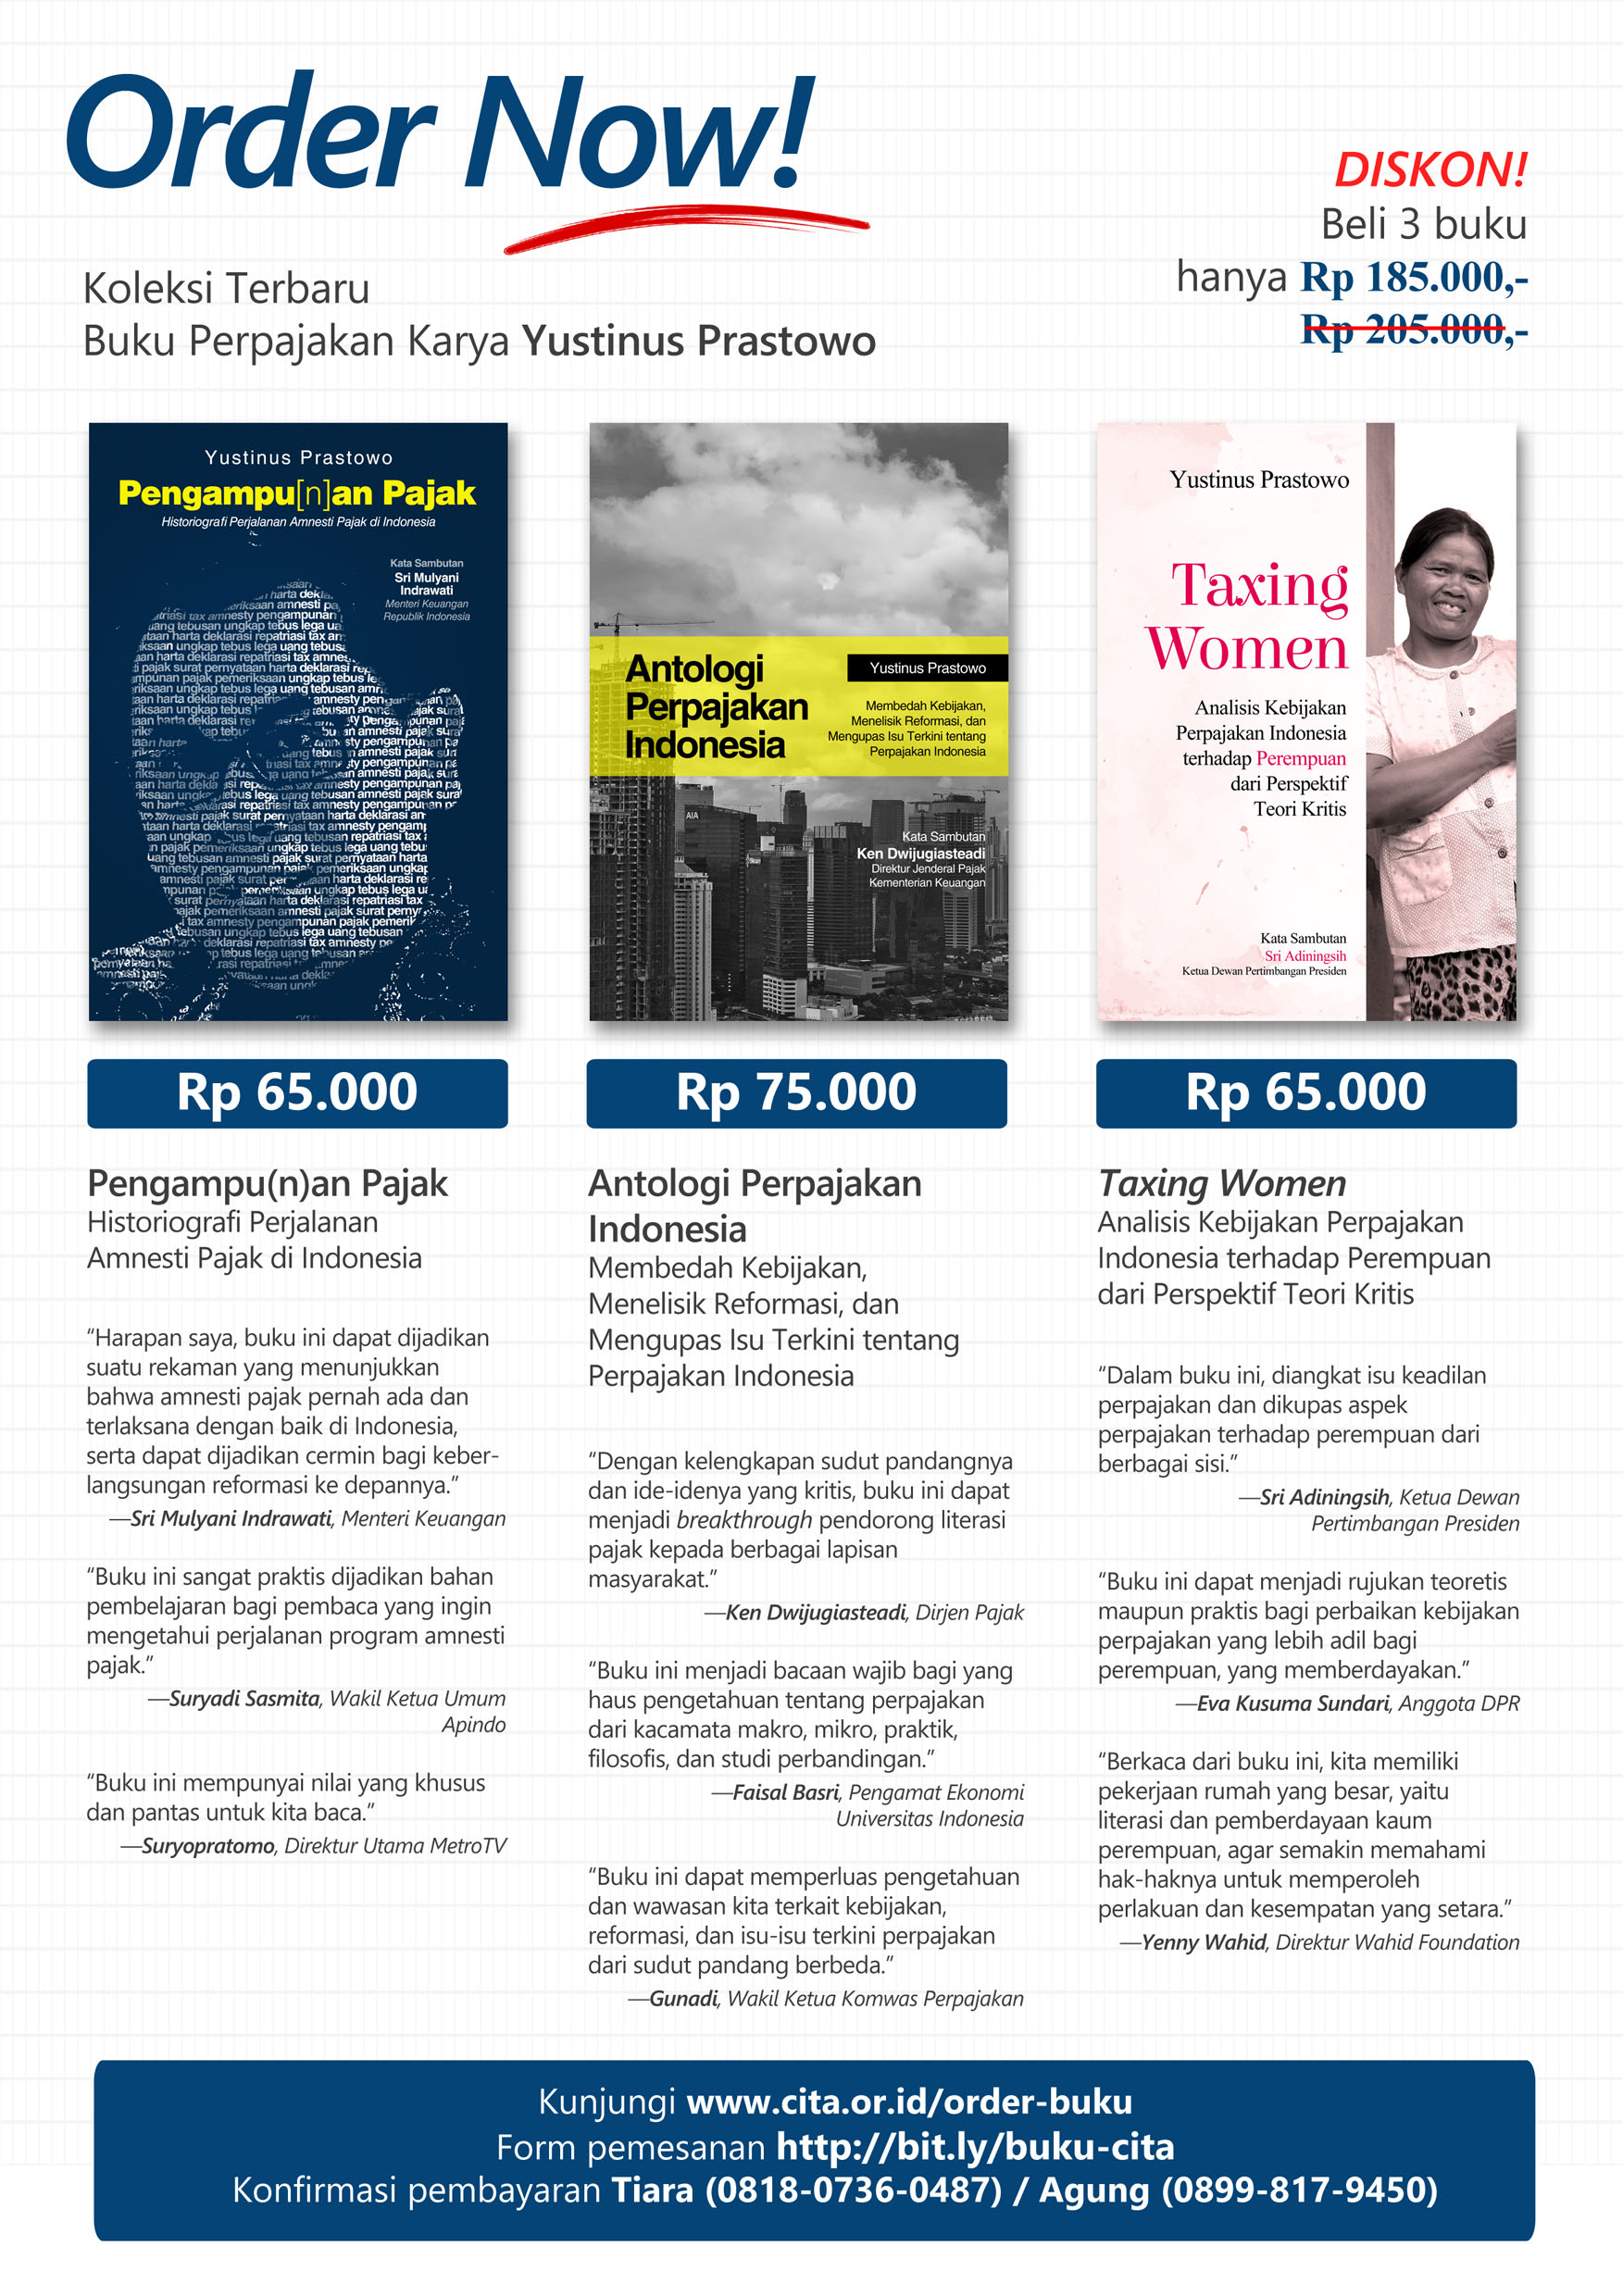 Order Now!
Koleksi Terbaru
Buku Perpajakan Karya Yustinus Prastowo
DISKON!
Beli 3 buku
hanya Rp 185.000,-
Rp 205.000,-
Yustinus Prastowo
Pengampu[n]an Pajak
Historiografi Perjalanan Amnesti Pajak di Indonesia
Kata Sambutan
Sri Mulyani
Indrawati
Menteri Keuangan
Republik Indonesia
Antologi
Perpajakan
Indonesia
Yustinus Prastowo
Membedah Kebijakan,
Menelisik Reformasi, dan
Mengupas Isu Terkini tentang
Perpajakan Indonesia
AIA
Kata Sambutan
Ken Dwijugiasteadi
Direktur Jenderal Pajak
Kementerian Keuangan
Yustinus Prastowo
Taxing
Women
Analisis Kebijakan
Perpajakan Indonesia
terhadap Perempuan
dari Perspektif
Teori Kritis
Kata Sambutan
Sri Adiningsih
Ketua Dewan Pertimbangan Presiden
Rp 65.000
Pengampu(n)an Pajak
Historiografi Perjalanan
Amnesti Pajak di Indonesia
“Harapan saya, buku ini dapat dijadikan
suatu rekaman yang menunjukkan
bahwa amnesti pajak pernah ada dan
terlaksana dengan baik di Indonesia,
serta dapat dijadikan cermin bagi keber-
langsungan reformasi ke depannya.”
—Sri Mulyani Indrawati, Menteri Keuangan
“Buku ini sangat praktis dijadikan bahan
pembelajaran bagi pembaca yang ingin
mengetahui perjalanan program amnesti
pajak.”
—Suryadi Sasmita, Wakil Ketua Umum
Apindo
“Buku ini mempunyai nilai yang khusus
dan pantas untuk kita baca.”
—Suryopratomo, Direktur Utama MetroTV
Rp 75.000
Antologi Perpajakan
Indonesia
Membedah Kebijakan,
Menelisik Reformasi, dan
Mengupas Isu Terkini tentang
Perpajakan Indonesia
“Dengan kelengkapan sudut pandangnya
dan ide-idenya yang kritis, buku ini dapat
menjadi breakthrough pendorong literasi
pajak kepada berbagai lapisan
masyarakat.”
—Ken Dwijugiasteadi, Dirjen Pajak
“Buku ini menjadi bacaan wajib bagi yang
haus pengetahuan tentang perpajakan
dari kacamata makro, mikro, praktik,
filosofis, dan studi perbandingan.”
—Faisal Basri, Pengamat Ekonomi
Universitas Indonesia
“Buku ini dapat memperluas pengetahuan
dan wawasan kita terkait kebijakan,
reformasi, dan isu-isu terkini perpajakan
dari sudut pandang berbeda.”
—Gunadi, Wakil Ketua Komwas Perpajakan
Rp 65.000
Taxing Women
Analisis Kebijakan Perpajakan
Indonesia terhadap Perempuan
dari Perspektif Teori Kritis
“Dalam buku ini, diangkat isu keadilan
perpajakan dan dikupas aspek
perpajakan terhadap perempuan dari
berbagai sisi.”
—Sri Adiningsih, Ketua Dewan
Pertimbangan Presiden
“Buku ini dapat menjadi rujukan teoretis
maupun praktis bagi perbaikan kebijakan
perpajakan yang lebih adil bagi
perempuan, yang memberdayakan.”
—Eva Kusuma Sundari, Anggota DPR
“Berkaca dari buku ini, kita memiliki
pekerjaan rumah yang besar, yaitu
literasi dan pemberdayaan kaum
perempuan, agar semakin memahami
hak-haknya untuk memperoleh
perlakuan dan kesempatan yang setara.”
—Yenny Wahid, Direktur Wahid Foundation
Kunjungi www.cita.or.id/order-buku
Form pemesanan http://bit.ly/buku-cita
Konfirmasi pembayaran Tiara (0818-0736-0487) / Agung (0899-817-9450)